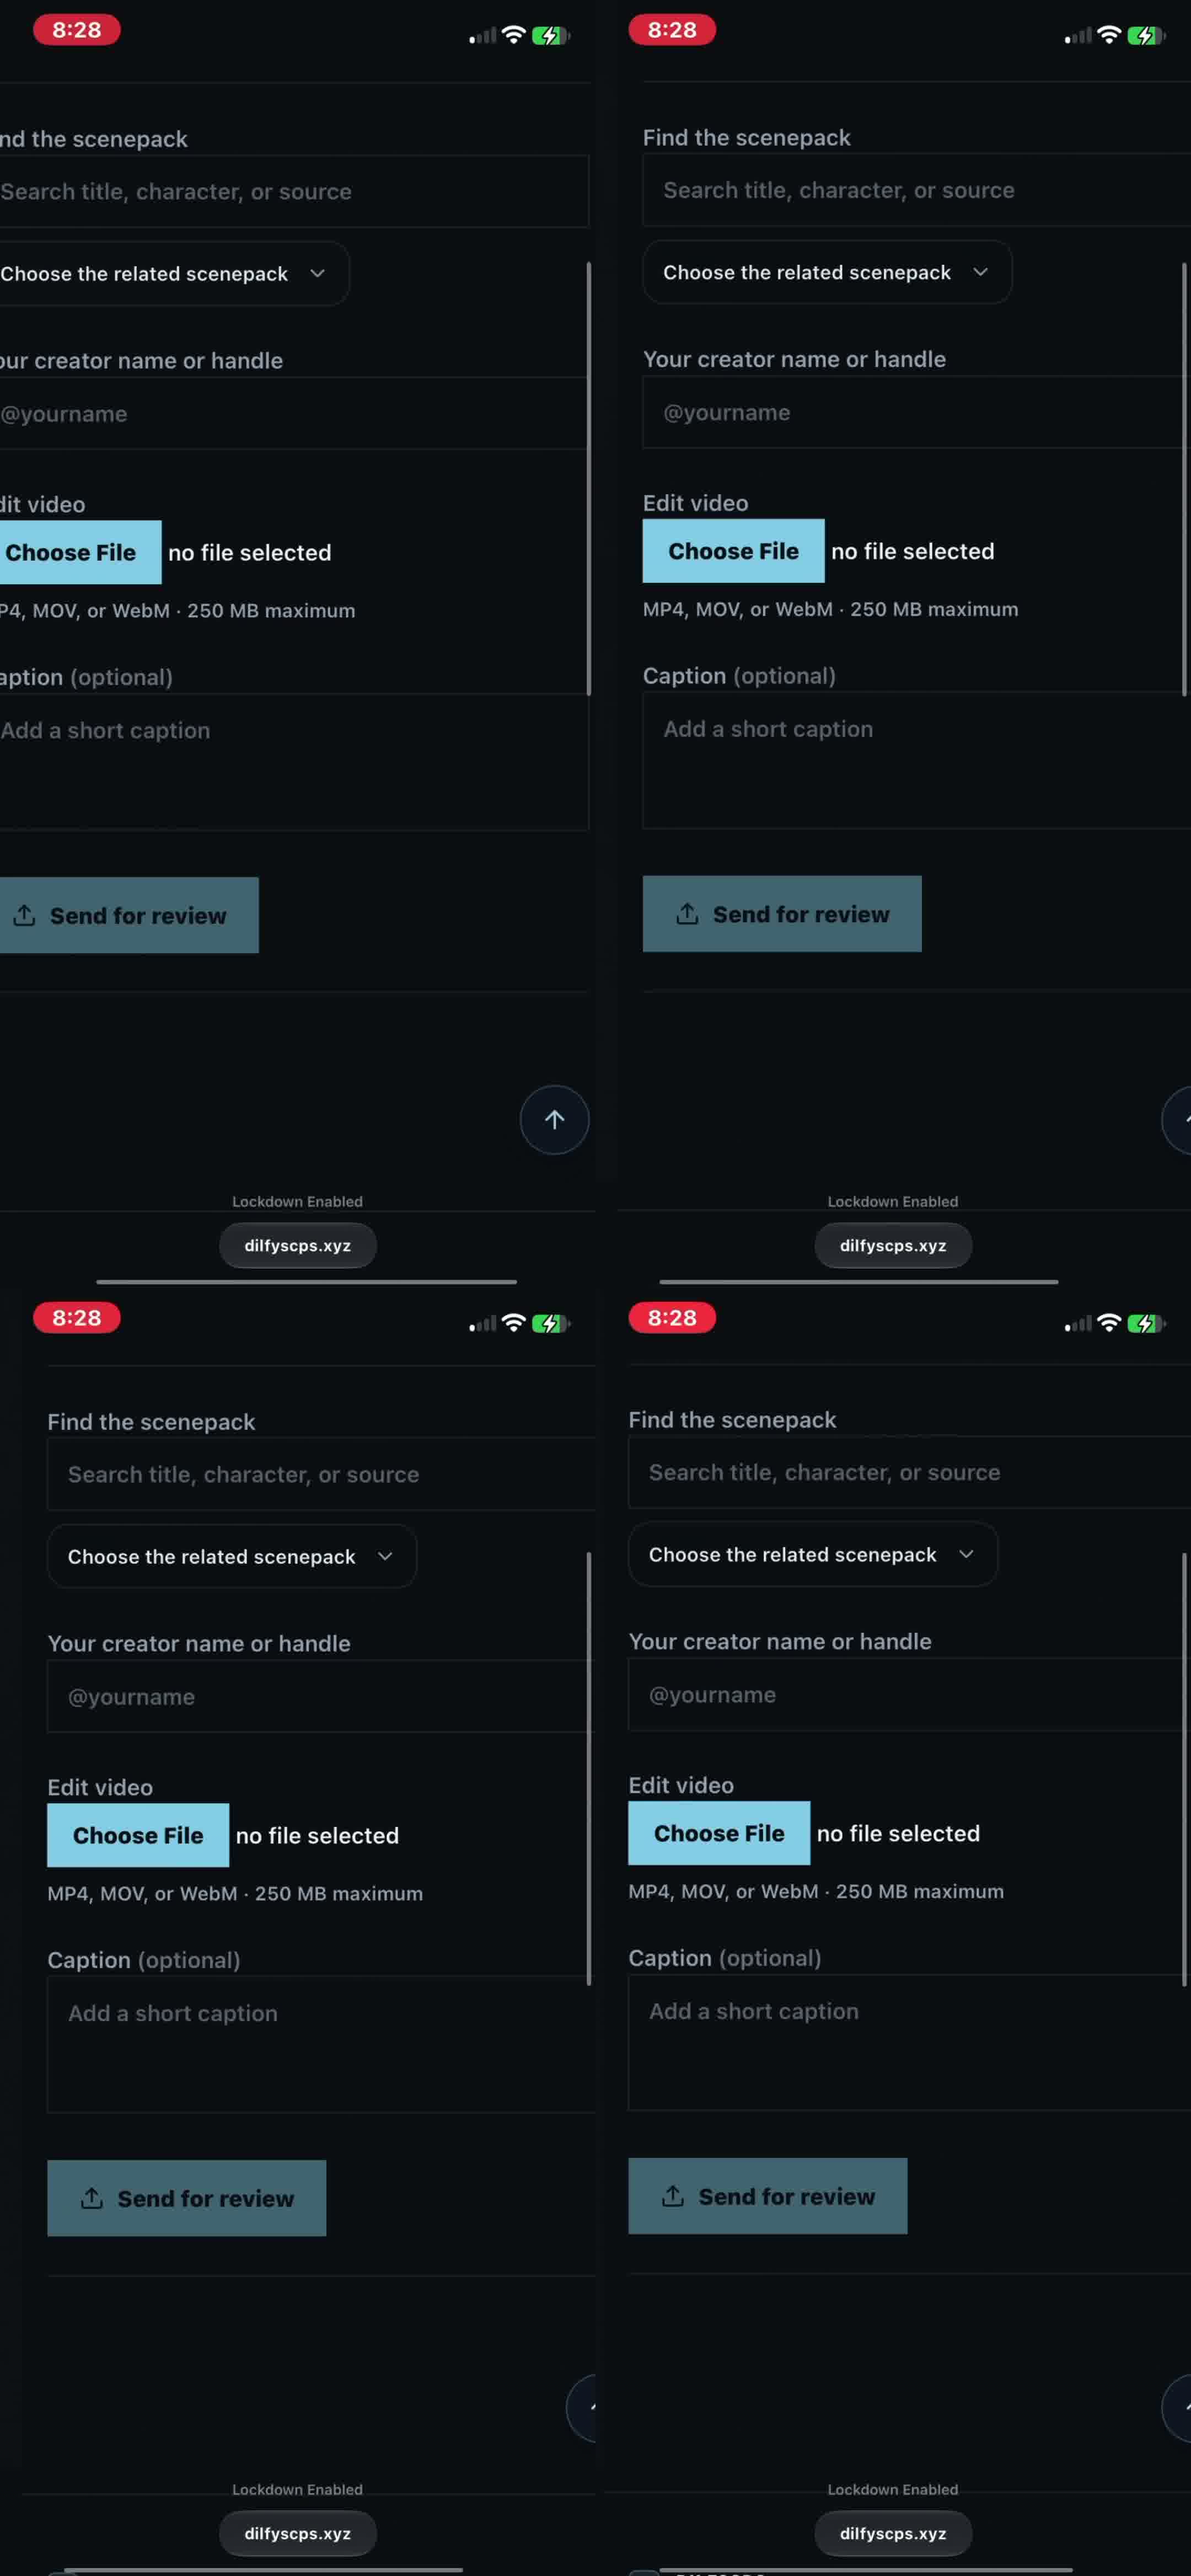 8:28
nd the scenepack
Search title, character, or source
Choose the related scenepack
our creator name or handle
@yourname
dit video
Choose File no file selected
P4, MOV, or WebM · 250 MB maximum
aption (optional)
Add a short caption
Send for review
Lockdown Enabled
dilfyscps.xyz
8:28
Find the scenepack
Search title, character, or source
Choose the related scenepack
Your creator name or handle
@yourname
Edit video
Choose File no file selected
MP4, MOV, or WebM · 250 MB maximum
Caption (optional)
Add a short caption
Send for review
Lockdown Enabled
dilfyscps.xyz
8:28
Find the scenepack
Search title, character, or source
Choose the related scenepack
Your creator name or handle
@yourname
Edit video
Choose File no file selected
MP4, MOV, or WebM · 250 MB maximum
Caption (optional)
Add a short caption
Send for review
Lockdown Enabled
dilfyscps.xyz
8:28
Find the scenepack
Search title, character, or source
Choose the related scenepack
Your creator name or handle
@yourname
Edit video
Choose File no file selected
MP4, MOV, or WebM · 250 MB maximum
Caption (optional)
Add a short caption
Send for review
Lockdown Enabled
dilfyscps.xyz